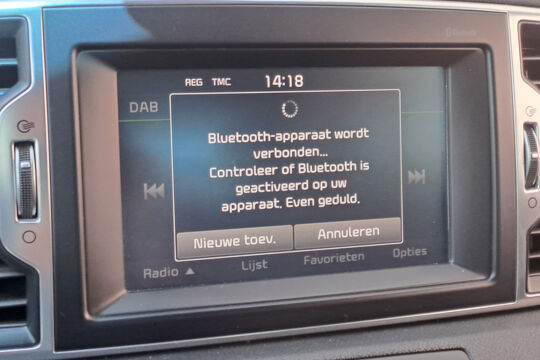 Bluetooth
REG TMC 14:18
DAB
Bluetooth-apparaat wordt
verbonden...
Controleer of Bluetooth is
geactiveerd op uw
apparaat. Even geduld.
Nieuwe toev. Annuleren
Radio ▲ Lijst Favorieten Opties